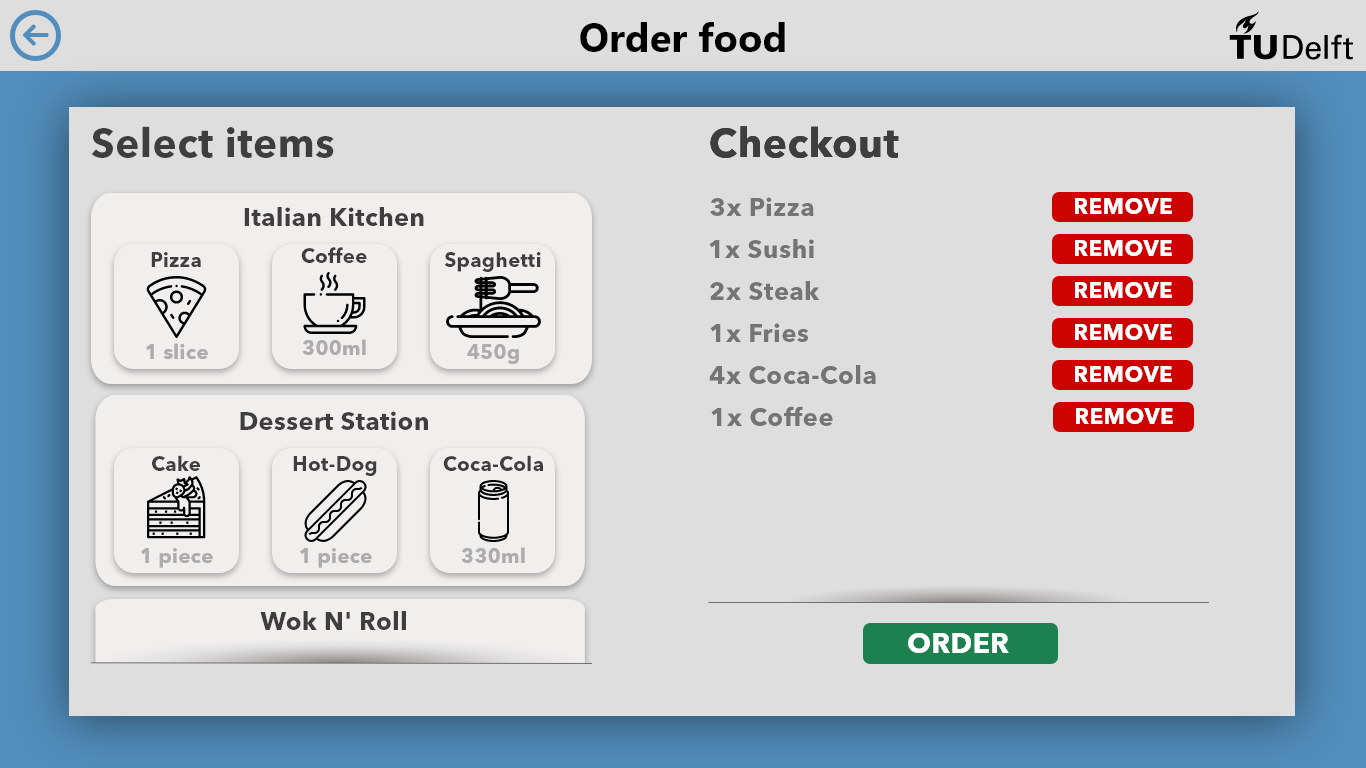 Order food
TU Delft
Select items
Italian Kitchen
Pizza
1 slice
Coffee
300ml
Spaghetti
450g
Dessert Station
Cake
1 piece
Hot-Dog
1 piece
Coca-Cola
330ml
Wok N' Roll
Checkout
3x Pizza REMOVE
1x Sushi REMOVE
2x Steak REMOVE
1x Fries REMOVE
4x Coca-Cola REMOVE
1x Coffee REMOVE
ORDER